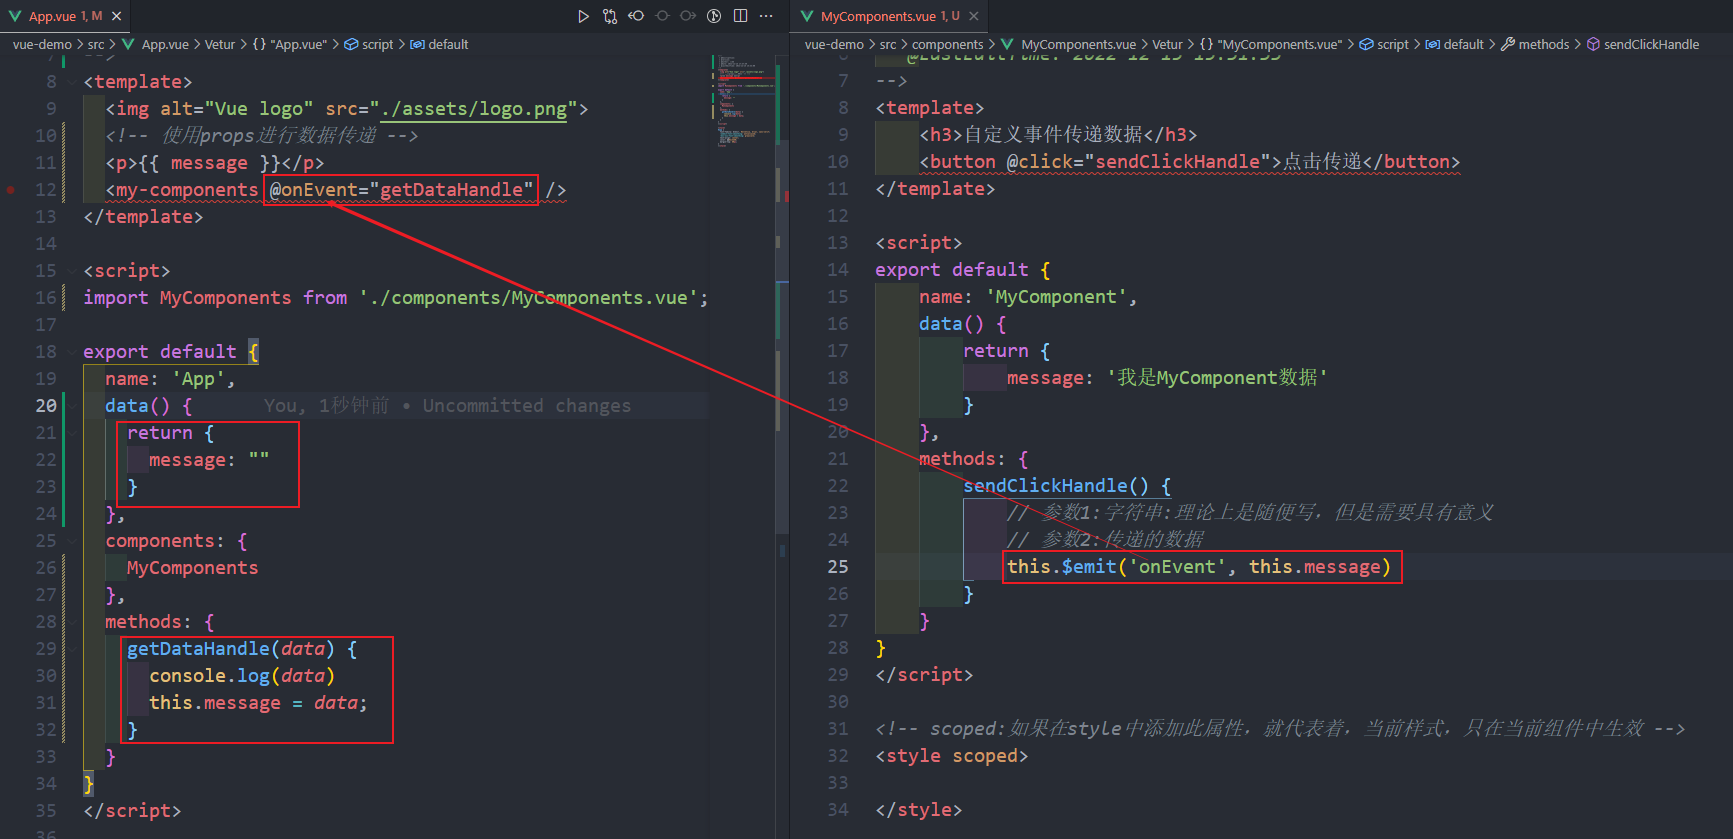 App.vue 1, M
vue-demo > src > App.vue > Vetur > {} "App.vue" > script > default
7 -->
8 <template>
9 <img alt="Vue logo" src="./assets/logo.png">
10 <!-- 使用props进行数据传递 -->
11 <p>{{ message }}</p>
12 <my-components @onEvent="getDataHandle" />
13 </template>
14
15 <script>
16 import MyComponents from './components/MyComponents.vue';
17
18 export default {
19 name: 'App',
20 data() { You, 1秒钟前 • Uncommitted changes
21 return {
22 message: ""
23 }
24 },
25 components: {
26 MyComponents
27 },
28 methods: {
29 getDataHandle(data) {
30 console.log(data)
31 this.message = data;
32 }
33 }
34 }
35 </script>
36
MyComponents.vue 1, U
vue-demo > src > components > MyComponents.vue > Vetur > {} "MyComponents.vue" > script > default > methods > sendClickHandle
7 -->
8 <template>
9 <h3>自定义事件传递数据</h3>
10 <button @click="sendClickHandle">点击传递</button>
11 </template>
12
13 <script>
14 export default {
15 name: 'MyComponent',
16 data() {
17 return {
18 message: '我是MyComponent数据'
19 }
20 },
21 methods: {
22 sendClickHandle() {
23 // 参数1:字符串:理论上是随便写，但是需要具有意义
24 // 参数2:传递的数据
25 this.$emit('onEvent', this.message)
26 }
27 }
28 }
29 </script>
30
31 <!-- scoped:如果在style中添加此属性，就代表着，当前样式，只在当前组件中生效 -->
32 <style scoped>
33
34 </style>